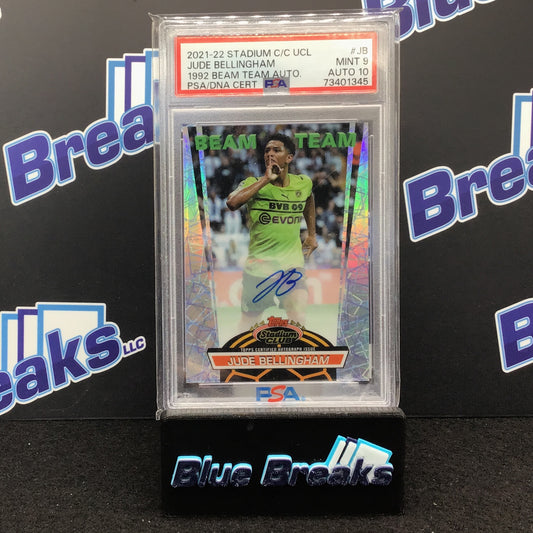 Breaks
Breaks
Breaks LLC
2021-22 STADIUM C/C UCL #JB
JUDE BELLINGHAM MINT 9
1992 BEAM TEAM AUTO. AUTO 10
PSA/DNA CERT PSA 73401345
BEAM TEAM
BVB 09
EVONIK
JB
Topps
Stadium
CLUB
TOPPS CERTIFIED AUTOGRAPH ISSUE
JUDE BELLINGHAM
PSA
Blue Breaks